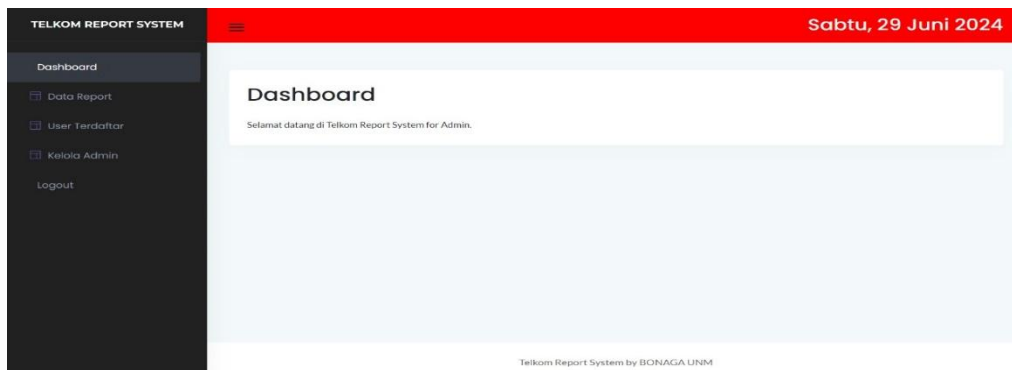 TELKOM REPORT SYSTEM
Sabtu, 29 Juni 2024
Dashboard
Data Report
User Terdaftar
Kelola Admin
Logout
Dashboard
Selamat datang di Telkom Report System for Admin.
Telkom Report System by BONAGA UNM